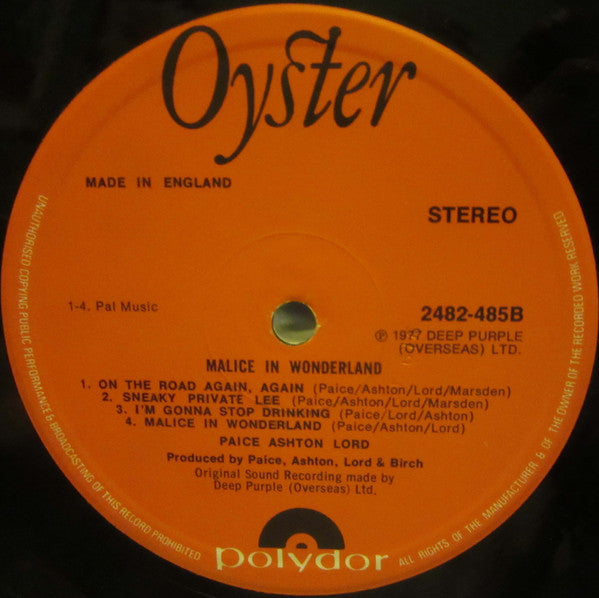 Oyster
MADE IN ENGLAND
STEREO
1-4. Pal Music
2482-485B
℗ 1977 DEEP PURPLE
(OVERSEAS) LTD.
MALICE IN WONDERLAND
1. ON THE ROAD AGAIN, AGAIN (Paice/Ashton/Lord/Marsden)
2. SNEAKY PRIVATE LEE (Paice/Ashton/Lord/Marsden)
3. I'M GONNA STOP DRINKING (Paice/Lord/Ashton)
4. MALICE IN WONDERLAND (Paice/Ashton/Lord)
PAICE ASHTON LORD
Produced by Paice, Ashton, Lord & Birch
Original Sound Recording made by
Deep Purple (Overseas) Ltd.
polydor
ALL RIGHTS OF THE MANUFACTURER & OF THE OWNER OF THE RECORDED WORK RESERVED
UNAUTHORISED COPYING PUBLIC PERFORMANCE & BROADCASTING OF THIS RECORD PROHIBITED